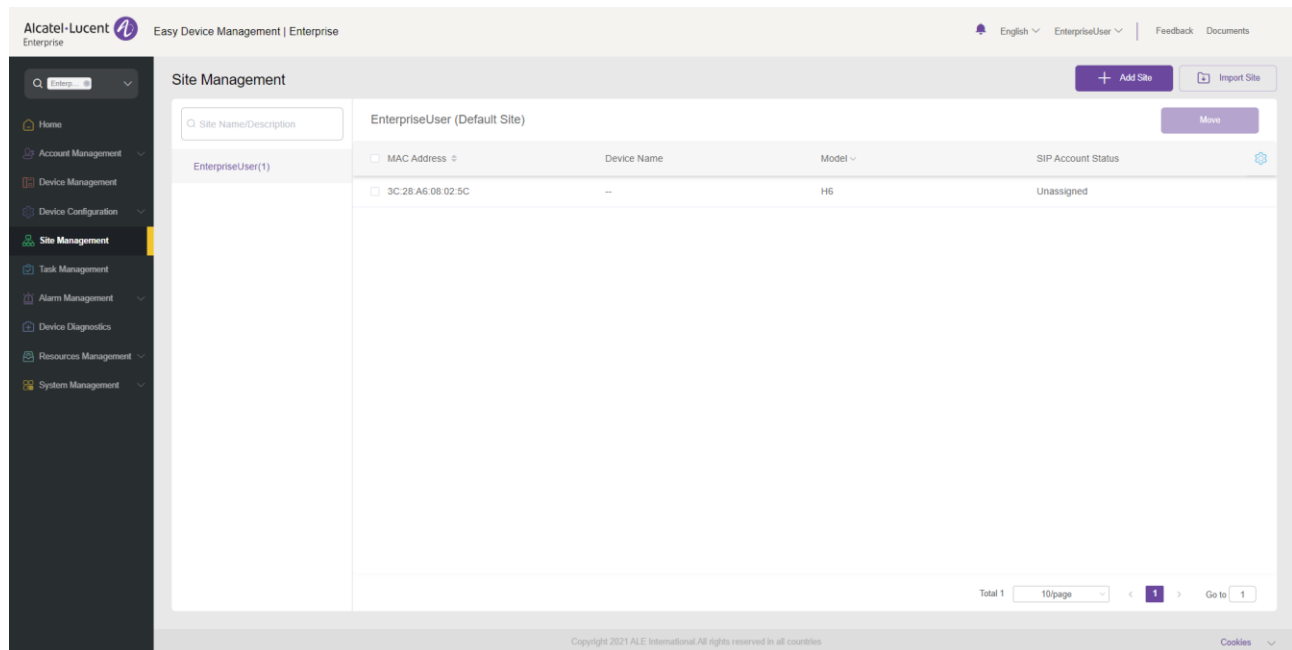 Alcatel·Lucent
Enterprise
Easy Device Management | Enterprise
English
EnterpriseUser
Feedback
Documents
Enterp...
Home
Account Management
Device Management
Device Configuration
Site Management
Task Management
Alarm Management
Device Diagnostics
Resources Management
System Management
Site Management
Add Site
Import Site
Site Name/Description
EnterpriseUser(1)
EnterpriseUser (Default Site)
Move
MAC Address Device Name Model SIP Account Status
3C:28:A6:08:02:5C -- H6 Unassigned
Total 1 10/page < 1 > Go to 1
Copyright 2021 ALE International.All rights reserved in all countries
Cookies